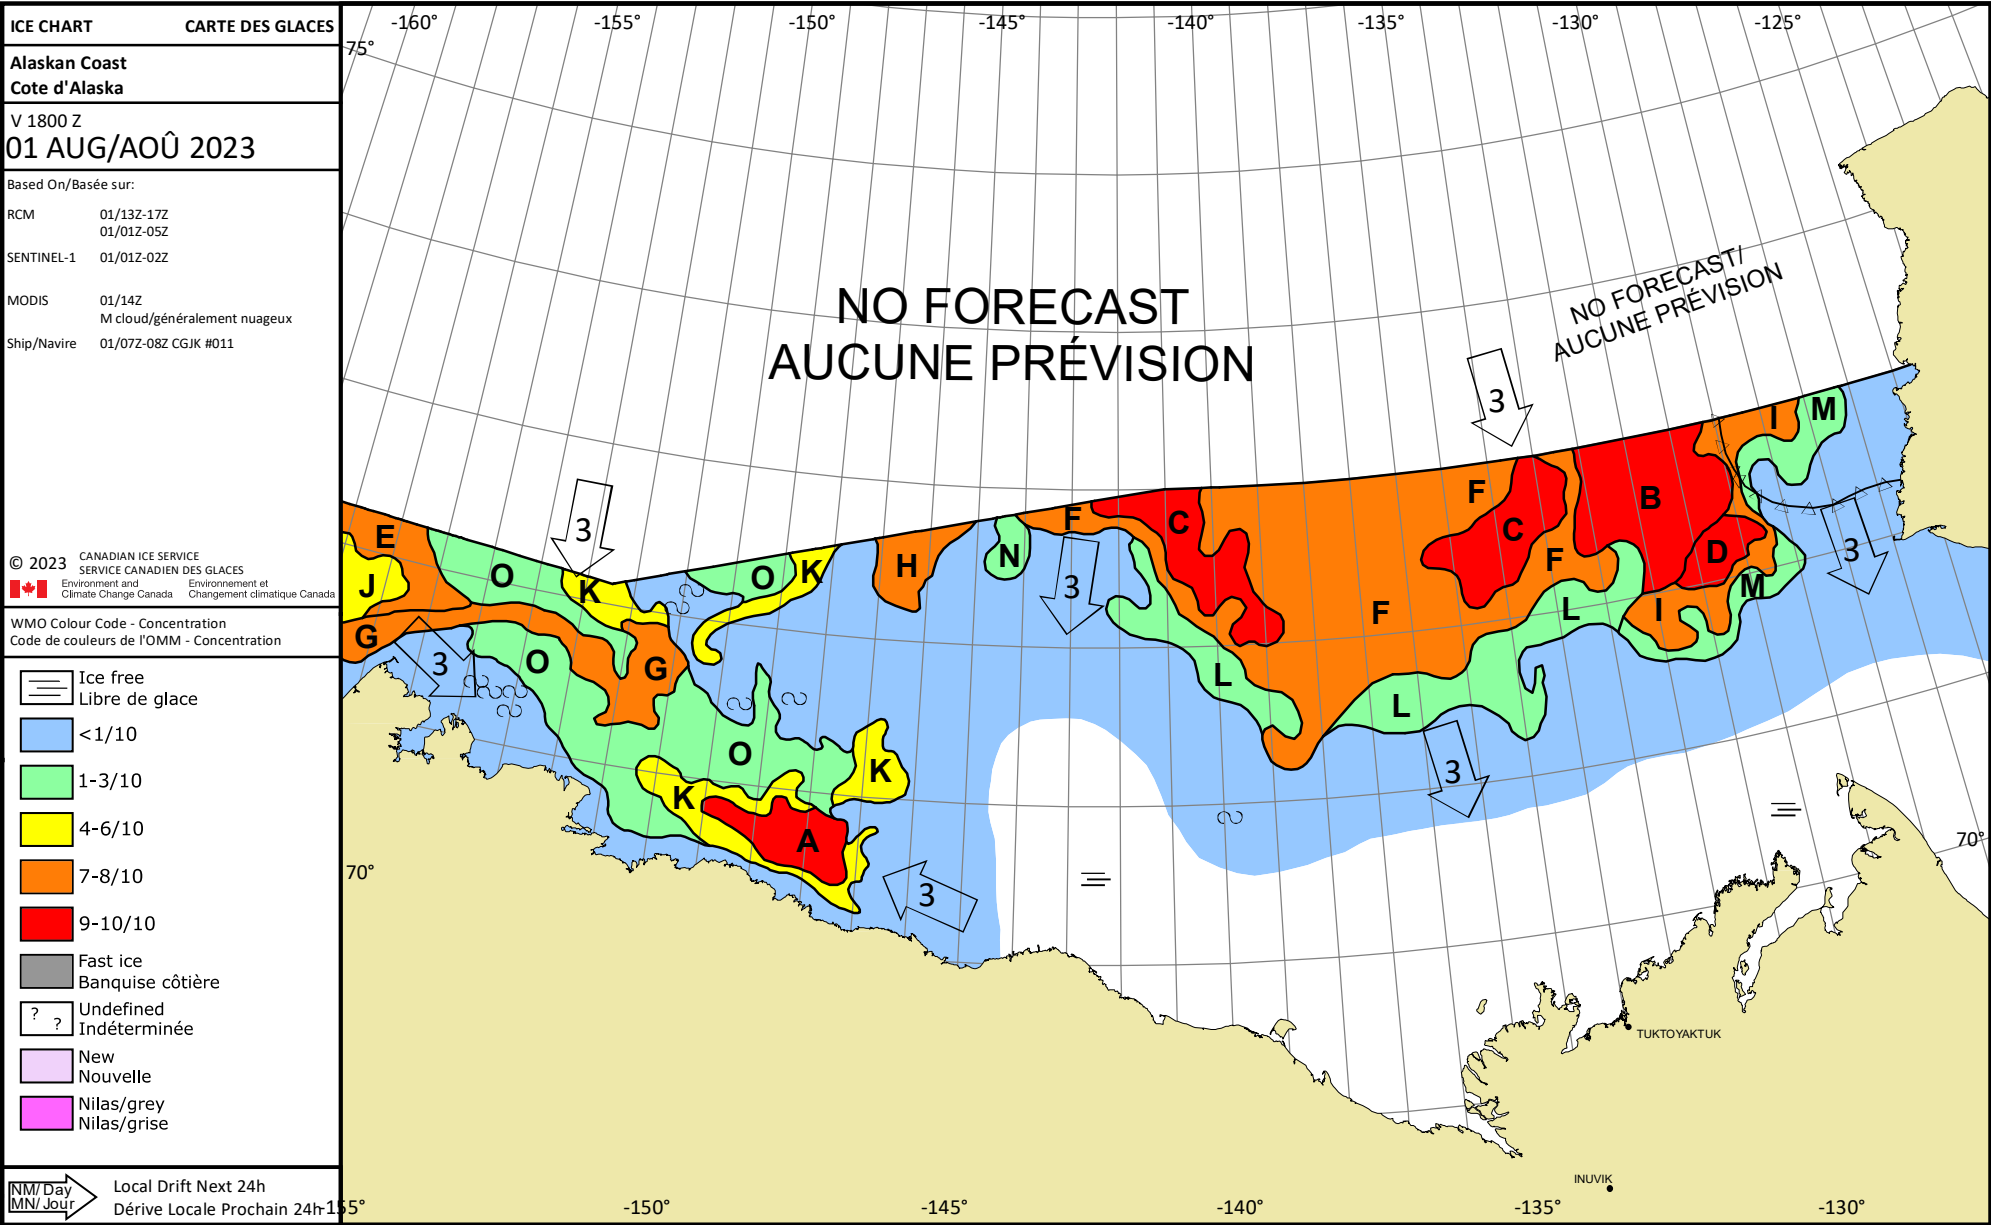 ICE CHART CARTE DES GLACES
Alaskan Coast
Cote d'Alaska
V 1800 Z
01 AUG/AOÛ 2023
Based On/Basée sur:
RCM 01/13Z-17Z
01/01Z-05Z
SENTINEL-1 01/01Z-02Z
MODIS 01/14Z
M cloud/généralement nuageux
Ship/Navire 01/07Z-08Z CGJK #011
© 2023 CANADIAN ICE SERVICE
SERVICE CANADIEN DES GLACES
Environment and Environnement et
Climate Change Canada Changement climatique Canada
WMO Colour Code - Concentration
Code de couleurs de l'OMM - Concentration
Ice free
Libre de glace
<1/10
1-3/10
4-6/10
7-8/10
9-10/10
Fast ice
Banquise côtière
? ? Undefined
Indéterminée
New
Nouvelle
Nilas/grey
Nilas/grise
NM/Day
MN/Jour
Local Drift Next 24h
Dérive Locale Prochain 24h
-160° -155° -150° -145° -140° -135° -130° -125°
75°
NO FORECAST
AUCUNE PRÉVISION
NO FORECAST/
AUCUNE PRÉVISION
3
3
I M
F F
C C B
E N D 3
O O K H
J K 3 F M
G L I
F
3 O G L
L
O K 3
K
A 70°
70°
3
TUKTOYAKTUK
INUVIK
-155° -150° -145° -140° -135° -130°